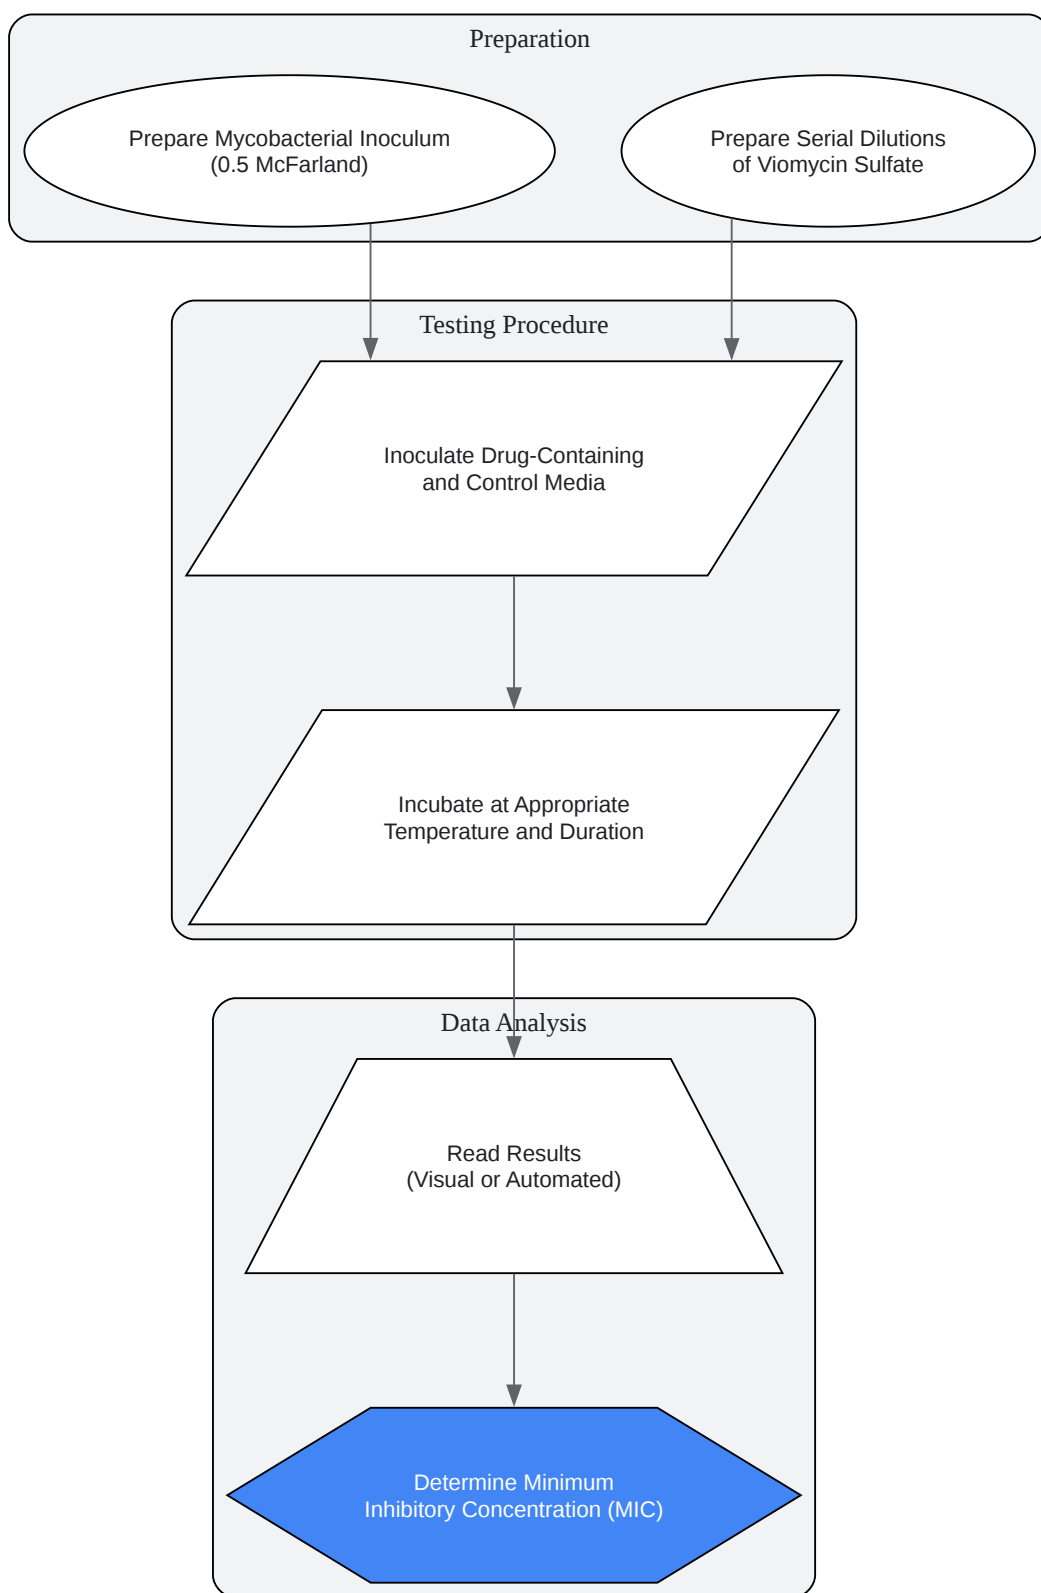 Preparation
Prepare Mycobacterial Inoculum
(0.5 McFarland)
Prepare Serial Dilutions
of Viomycin Sulfate
Testing Procedure
Inoculate Drug-Containing
and Control Media
Incubate at Appropriate
Temperature and Duration
Data Analysis
Read Results
(Visual or Automated)
Determine Minimum
Inhibitory Concentration (MIC)